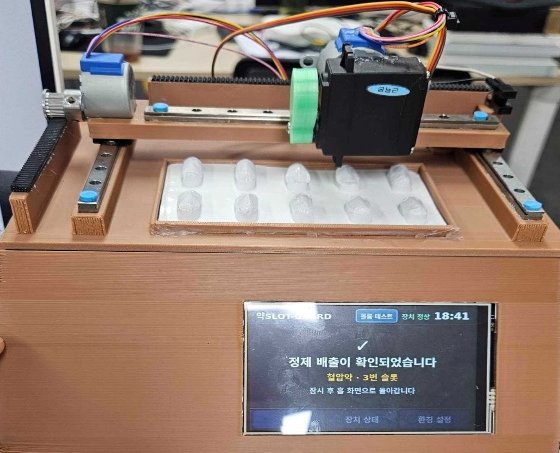 약SLOT-BOARD 동물 테스트 장치 정상 18:41
✓
정제 배출이 확인되었습니다
혈압약 · 3번 슬롯
잠시 후 홈 화면으로 돌아갑니다
장치 상태 환경 설정